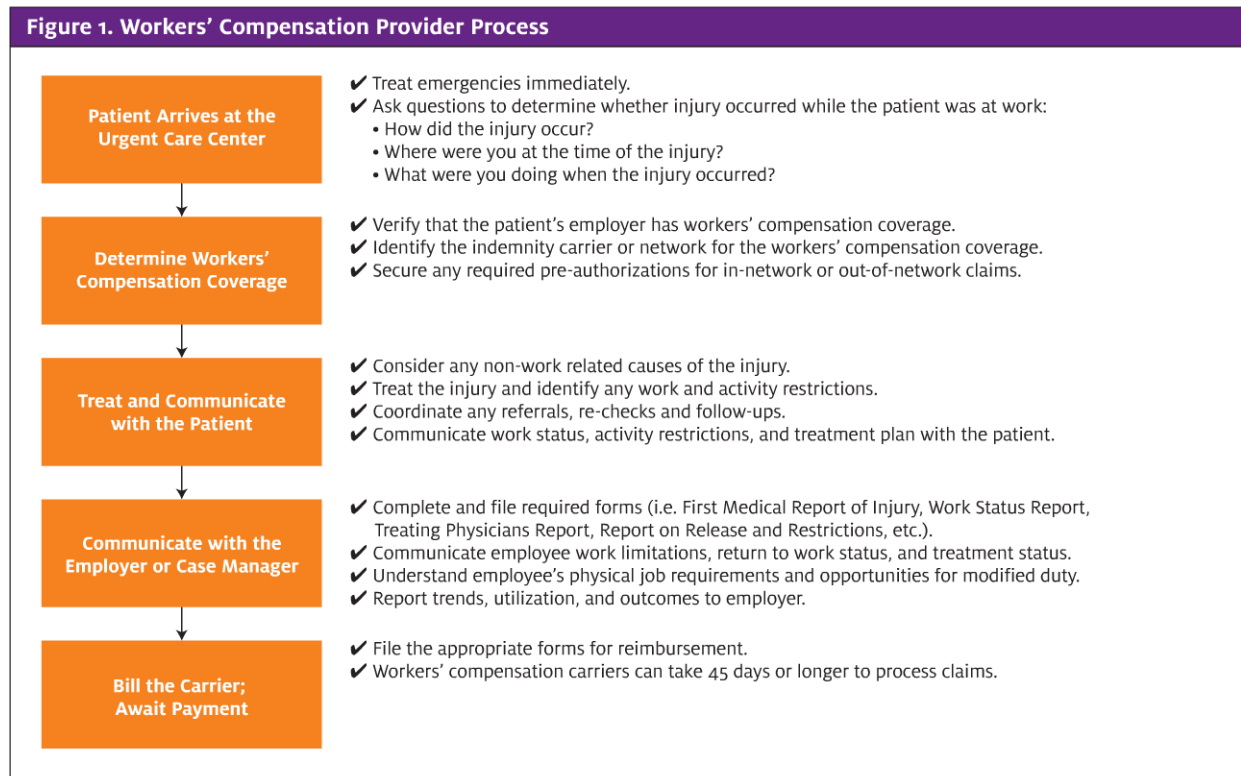 Figure 1. Workers' Compensation Provider Process
Patient Arrives at the
Urgent Care Center
✔ Treat emergencies immediately.
✔ Ask questions to determine whether injury occurred while the patient was at work:
• How did the injury occur?
• Where were you at the time of the injury?
• What were you doing when the injury occurred?
Determine Workers'
Compensation Coverage
✔ Verify that the patient's employer has workers' compensation coverage.
✔ Identify the indemnity carrier or network for the workers' compensation coverage.
✔ Secure any required pre-authorizations for in-network or out-of-network claims.
Treat and Communicate
with the Patient
✔ Consider any non-work related causes of the injury.
✔ Treat the injury and identify any work and activity restrictions.
✔ Coordinate any referrals, re-checks and follow-ups.
✔ Communicate work status, activity restrictions, and treatment plan with the patient.
Communicate with the
Employer or Case Manager
✔ Complete and file required forms (i.e. First Medical Report of Injury, Work Status Report,
Treating Physicians Report, Report on Release and Restrictions, etc.).
✔ Communicate employee work limitations, return to work status, and treatment status.
✔ Understand employee's physical job requirements and opportunities for modified duty.
✔ Report trends, utilization, and outcomes to employer.
Bill the Carrier;
Await Payment
✔ File the appropriate forms for reimbursement.
✔ Workers' compensation carriers can take 45 days or longer to process claims.